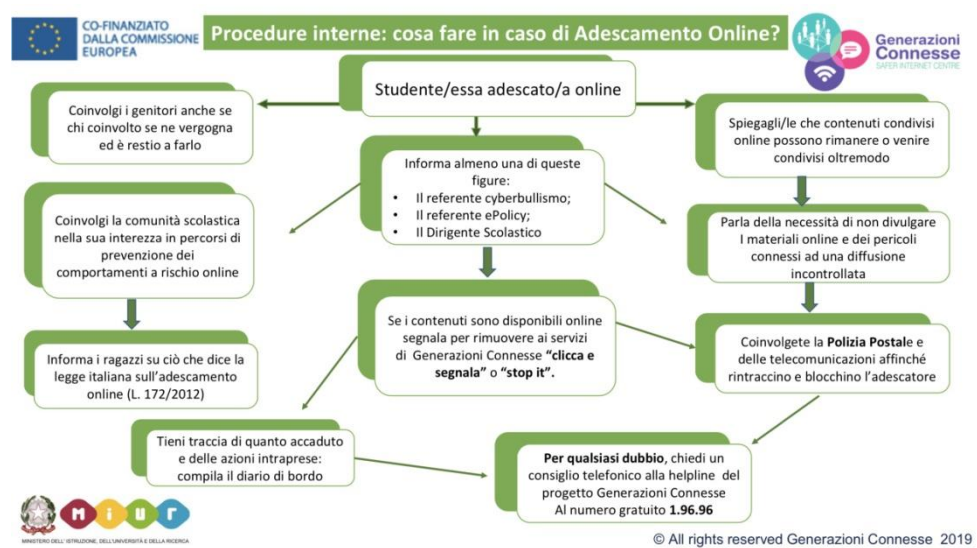 CO-FINANZIATO
DALLA COMMISSIONE
EUROPEA
Procedure interne: cosa fare in caso di Adescamento Online?
Generazioni
Connesse
SAFER INTERNET CENTRE
Studente/essa adescato/a online
Coinvolgi i genitori anche se
chi coinvolto se ne vergogna
ed è restio a farlo
Informa almeno una di queste
figure:
• Il referente cyberbullismo;
• Il referente ePolicy;
• Il Dirigente Scolastico
Spiegagli/le che contenuti condivisi
online possono rimanere o venire
condivisi oltremodo
Coinvolgi la comunità scolastica
nella sua interezza in percorsi di
prevenzione dei
comportamenti a rischio online
Parla della necessità di non divulgare
I materiali online e dei pericoli
connessi ad una diffusione
incontrollata
Se i contenuti sono disponibili online
segnala per rimuovere ai servizi
di Generazioni Connesse “clicca e
segnala” o “stop it”.
Informa i ragazzi su ciò che dice la
legge italiana sull’adescamento
online (L. 172/2012)
Coinvolgete la Polizia Postale e
delle telecomunicazioni affinché
rintraccino e blocchino l’adescatore
Tieni traccia di quanto accaduto
e delle azioni intraprese:
compila il diario di bordo
Per qualsiasi dubbio, chiedi un
consiglio telefonico alla helpline del
progetto Generazioni Connesse
Al numero gratuito 1.96.96
miur
MINISTERO DELL’ISTRUZIONE, DELL’UNIVERSITÀ E DELLA RICERCA
© All rights reserved Generazioni Connesse 2019